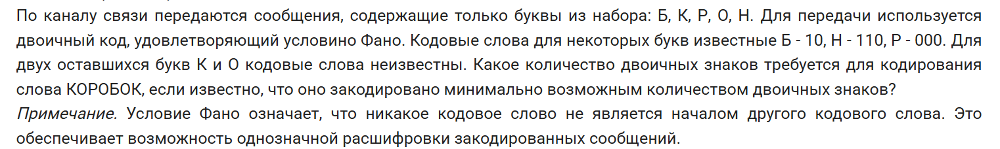 По каналу связи передаются сообщения, содержащие только буквы из набора: Б, К, Р, О, Н. Для передачи используется
двоичный код, удовлетворяющий условино Фано. Кодовые слова для некоторых букв известные Б - 10, Н - 110, Р - 000. Для
двух оставшихся букв К и О кодовые слова неизвестны. Какое количество двоичных знаков требуется для кодирования
слова КОРОБОК, если известно, что оно закодировано минимально возможным количеством двоичных знаков?
Примечание. Условие Фано означает, что никакое кодовое слово не является началом другого кодового слова. Это
обеспечивает возможность однозначной расшифровки закодированных сообщений.